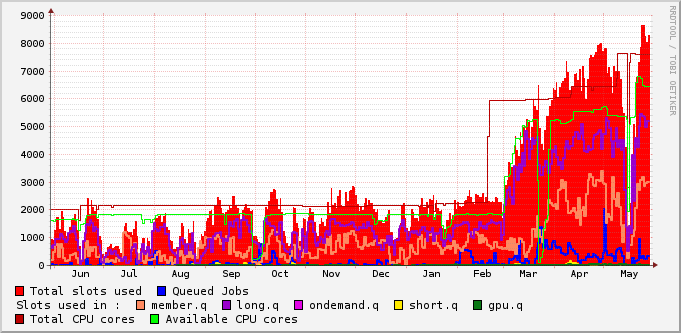 9000
8000
7000
6000
5000
4000
3000
2000
1000
0
Jun Jul Aug Sep Oct Nov Dec Jan Feb Mar Apr May
RRDTOOL / TOBI OETIKER
Total slots used Queued Jobs
Slots used in : member.q long.q ondemand.q short.q gpu.q
Total CPU cores Available CPU cores